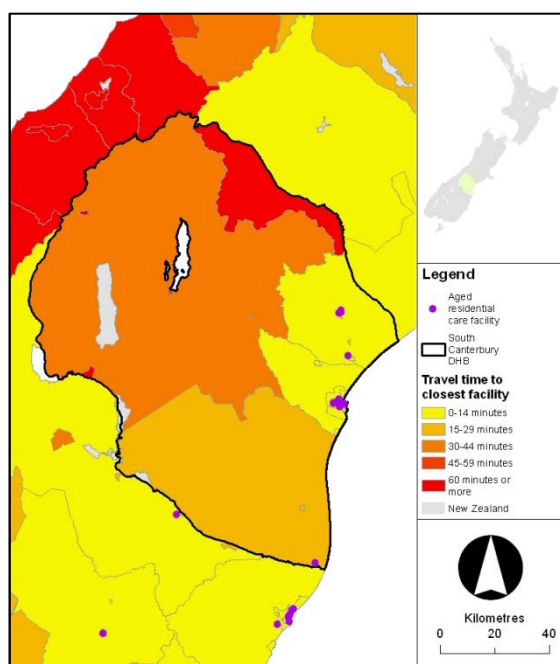 Legend
Aged
residential
care facility
South
Canterbury
DHB
Travel time to
closest facility
0-14 minutes
15-29 minutes
30-44 minutes
45-59 minutes
60 minutes or
more
New Zealand
Kilometres
0 20 40